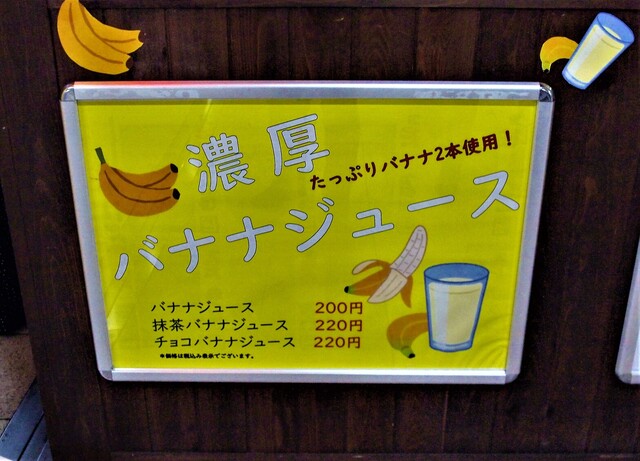 濃厚
たっぷりバナナ2本使用！
バナナジュース
バナナジュース 200円
抹茶バナナジュース 220円
チョコバナナジュース 220円
※価格は税込み表示でございます。